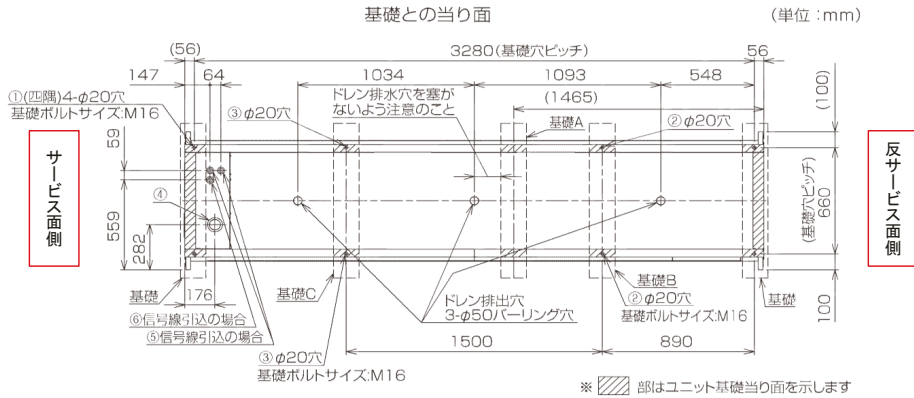 基礎との当り面
(単位:mm)
(56)
3280(基礎穴ピッチ)
56
147
64
1034
1093
548
(100)
①(四隅)4-φ20穴
基礎ボルトサイズ:M16
③φ20穴
ドレン排水穴を塞が
ないよう注意のこと
(1465)
基礎A
②φ20穴
サービス面側
59
559
282
④
(基礎穴ピッチ)
660
反サービス面側
基礎
176
基礎C
ドレン排出穴
3-φ50バーリング穴
基礎B
②φ20穴
基礎ボルトサイズ:M16
基礎
100
⑥信号線引込の場合
⑤信号線引込の場合
③φ20穴
基礎ボルトサイズ:M16
1500
890
※ 部はユニット基礎当り面を示します